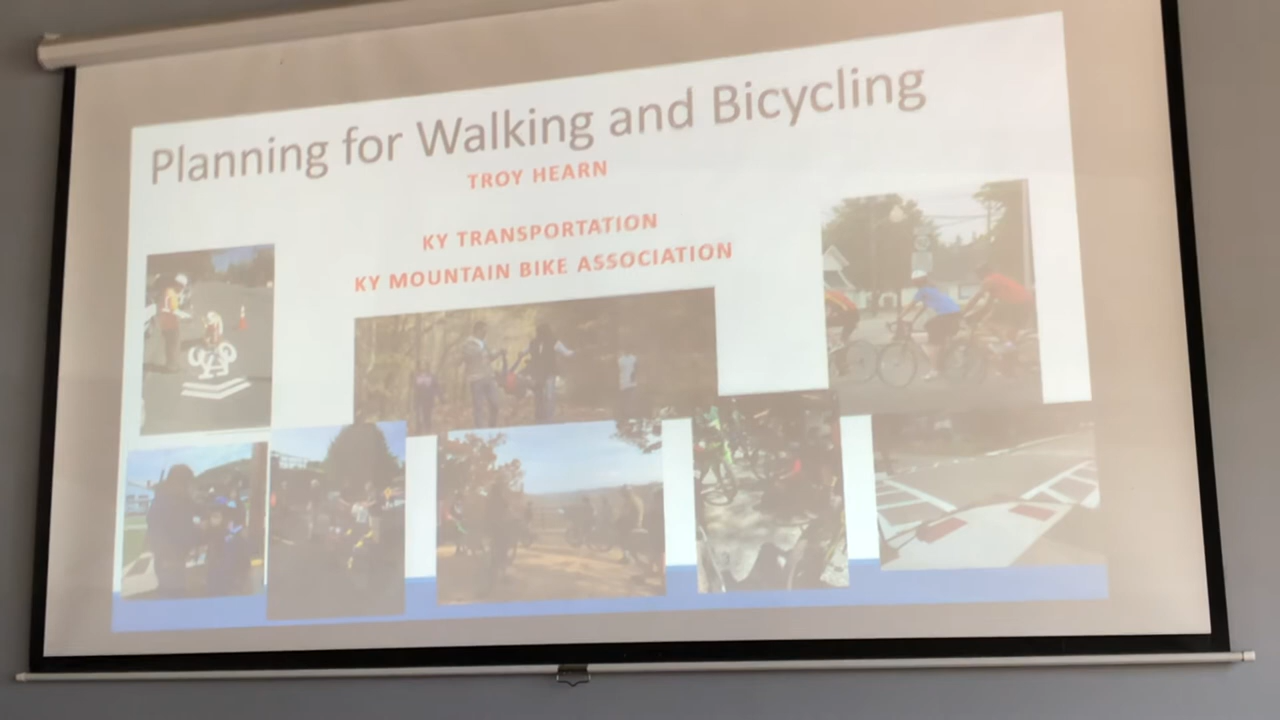 Planning for Walking and Bicycling
TROY HEARN
KY TRANSPORTATION
KY MOUNTAIN BIKE ASSOCIATION